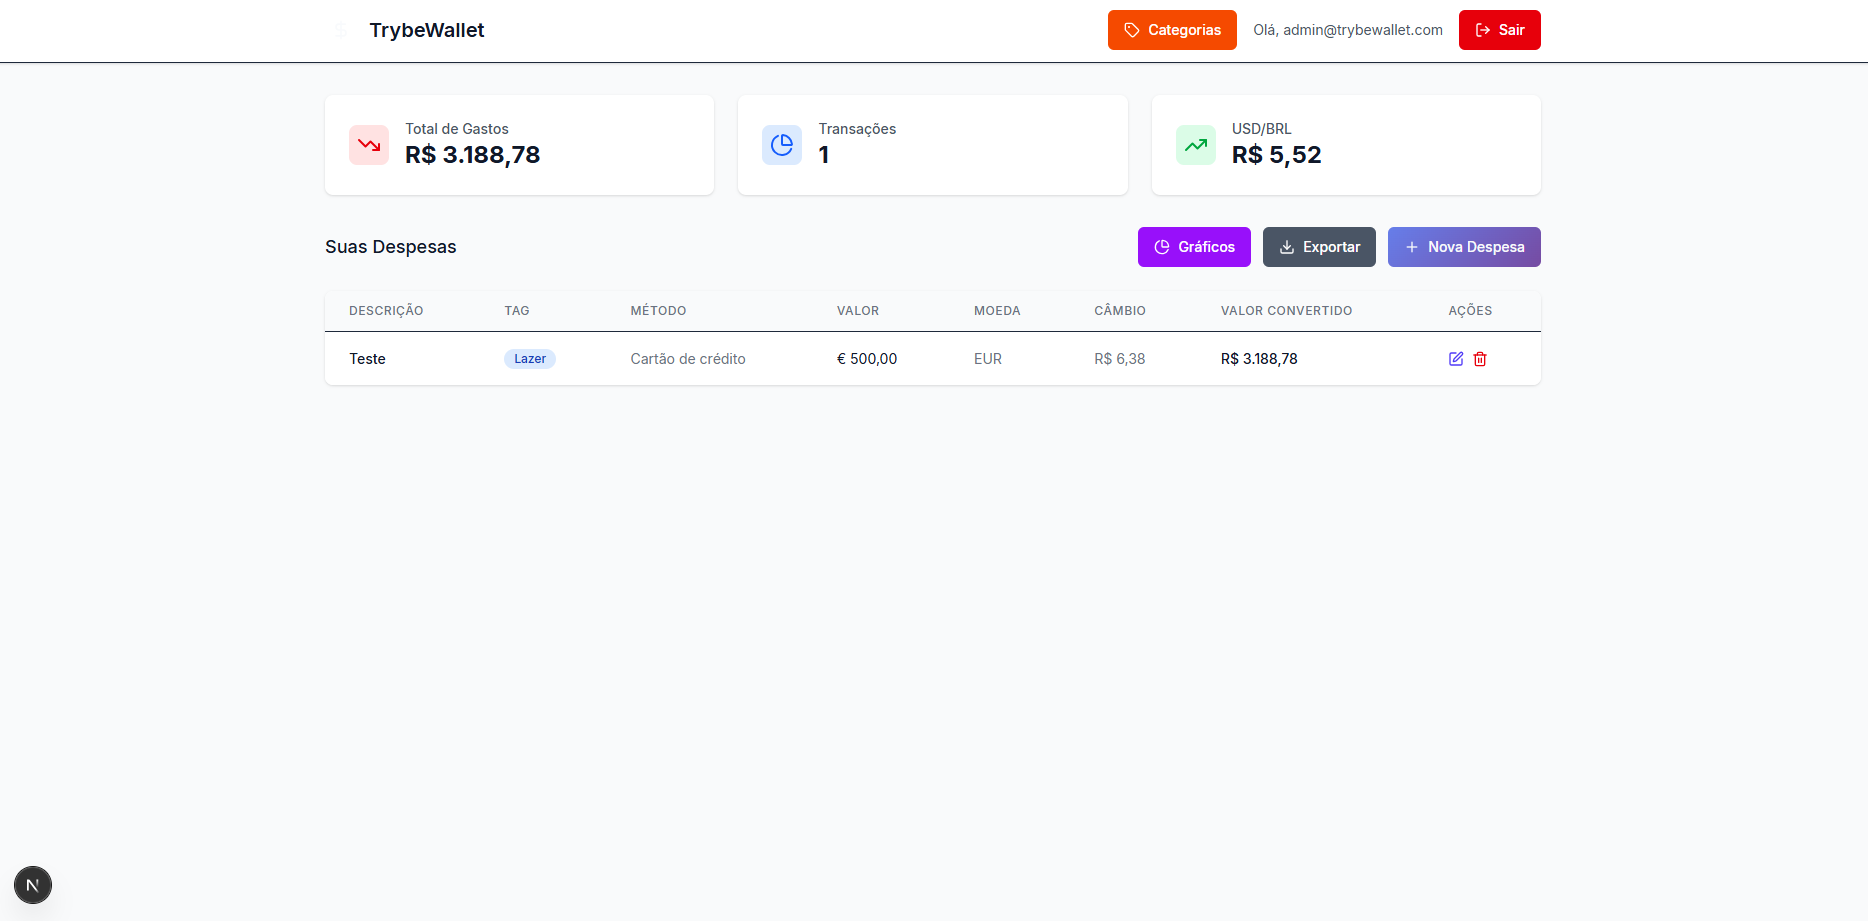 $ TrybeWallet Categorias Olá, admin@trybewallet.com Sair
Total de Gastos
R$ 3.188,78
Transações
1
USD/BRL
R$ 5,52
Suas Despesas Gráficos Exportar + Nova Despesa
DESCRIÇÃO TAG MÉTODO VALOR MOEDA CÂMBIO VALOR CONVERTIDO AÇÕES
Teste Lazer Cartão de crédito € 500,00 EUR R$ 6,38 R$ 3.188,78
N